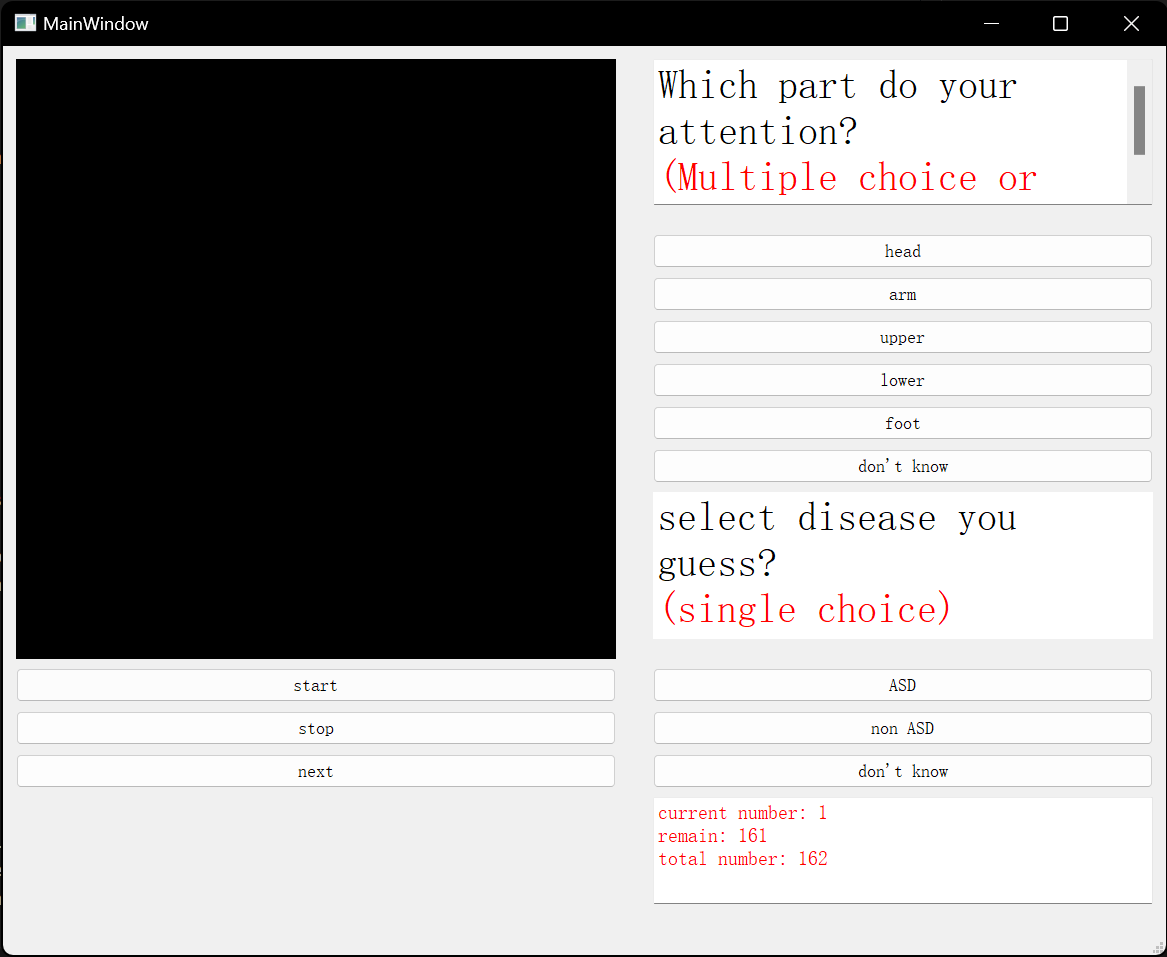 MainWindow
Which part do your
attention?
(Multiple choice or
head
arm
upper
lower
foot
don't know
select disease you
guess?
(single choice)
start
stop
next
ASD
non ASD
don't know
current number: 1
remain: 161
total number: 162